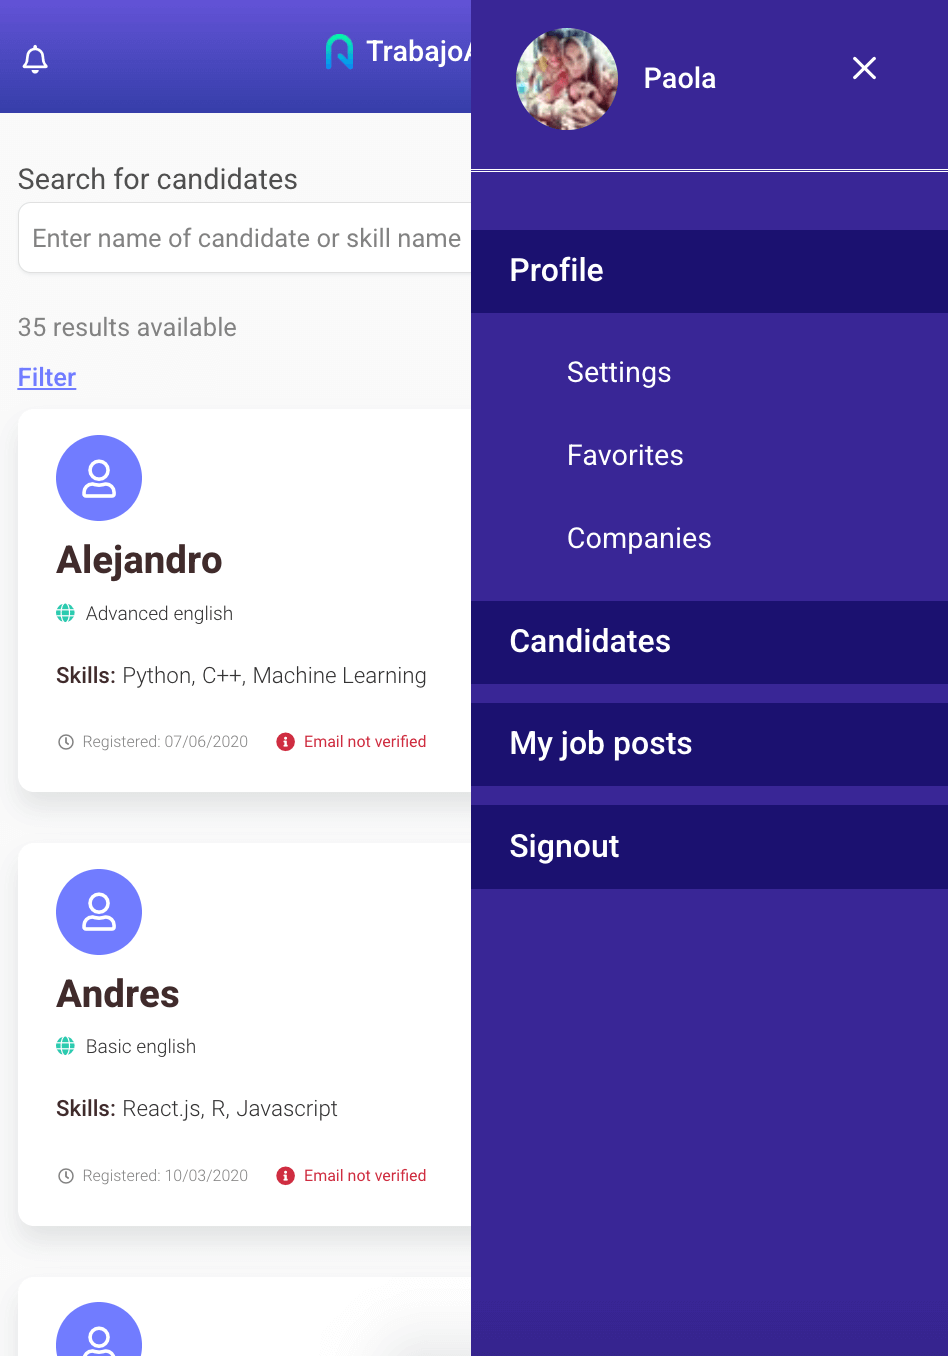 TrabajoA
Search for candidates
Enter name of candidate or skill name
35 results available
Filter
Alejandro
Advanced english
Skills: Python, C++, Machine Learning
Registered: 07/06/2020 Email not verified
Andres
Basic english
Skills: React.js, R, Javascript
Registered: 10/03/2020 Email not verified
Paola
Profile
Settings
Favorites
Companies
Candidates
My job posts
Signout